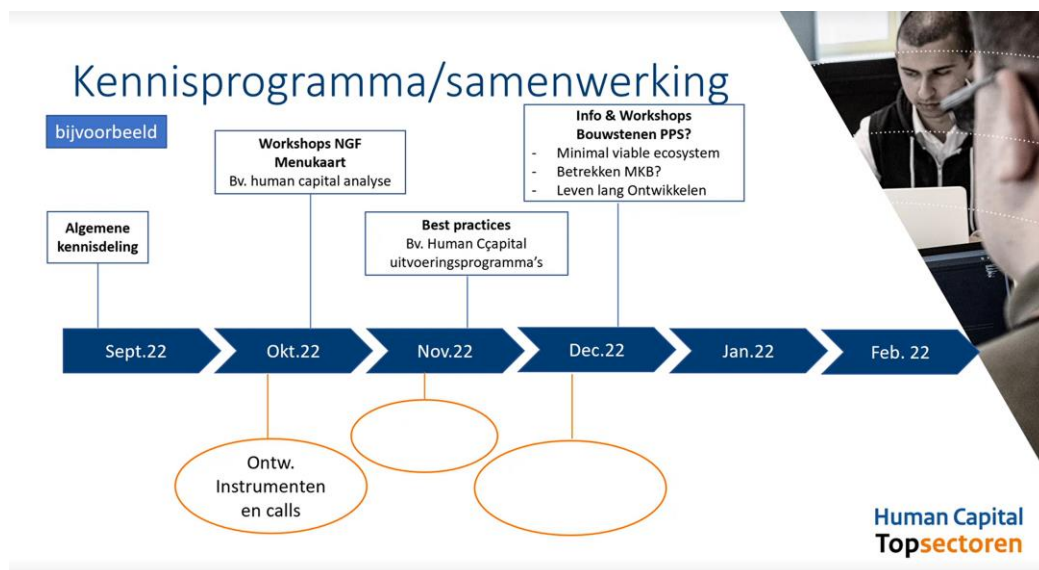 Kennisprogramma/samenwerking
bijvoorbeeld
Algemene
kennisdeling
Workshops NGF
Menukaart
Bv. human capital analyse
Best practices
Bv. Human Cçapital
uitvoeringsprogramma's
Info & Workshops
Bouwstenen PPS?
- Minimal viable ecosystem
- Betrekken MKB?
- Leven lang Ontwikkelen
Sept.22
Okt.22
Nov.22
Dec.22
Jan.22
Feb. 22
Ontw.
Instrumenten
en calls
Human Capital
Topsectoren